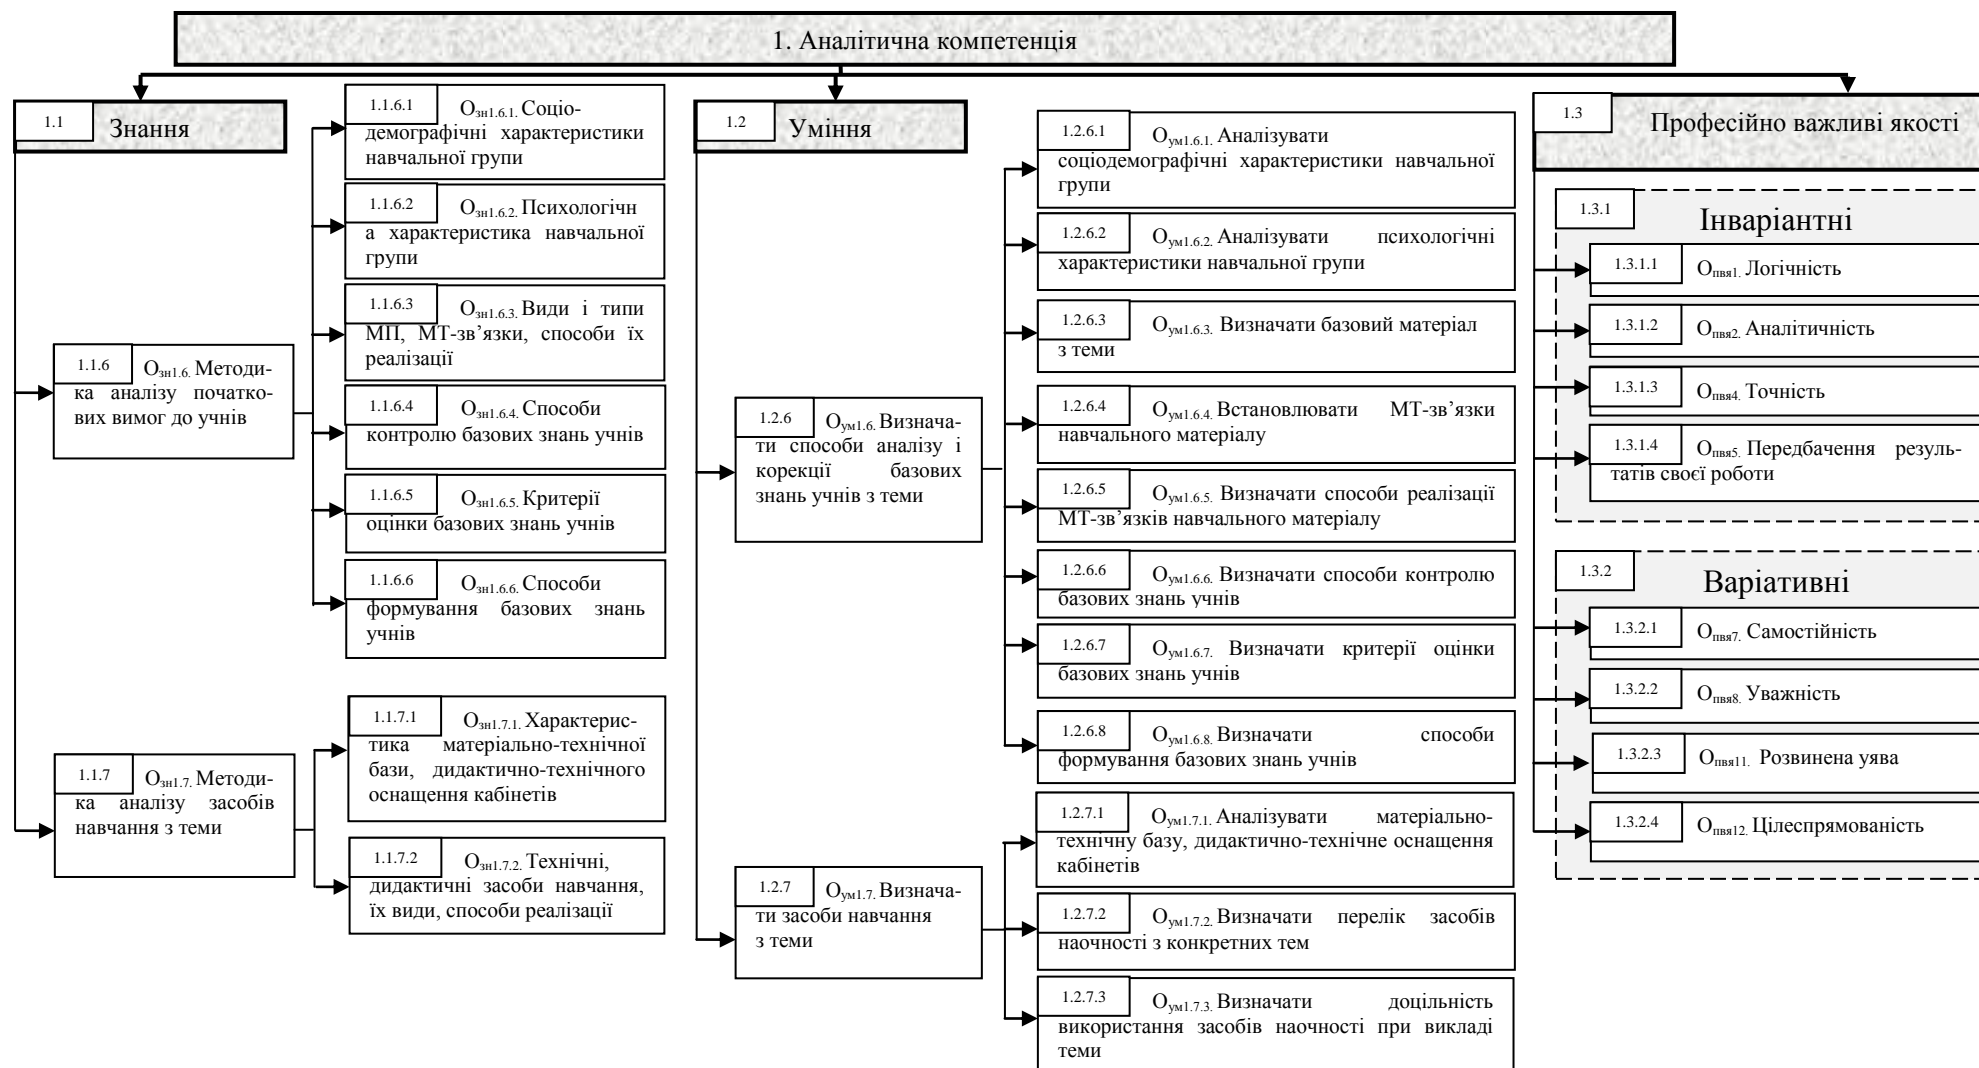 1. Аналітична компетенція
1.1 Знання
1.1.6 Озн1.6. Методи-
ка аналізу початко-
вих вимог до учнів
1.1.6.1 Озн1.6.1. Соціо-
демографічні характеристики
навчальної групи
1.1.6.2 Озн1.6.2. Психологічн
а характеристика навчальної
групи
1.1.6.3 Озн1.6.3. Види і типи
МП, МТ-зв’язки, способи їх
реалізації
1.1.6.4 Озн1.6.4. Способи
контролю базових знань учнів
1.1.6.5 Озн1.6.5. Критерії
оцінки базових знань учнів
1.1.6.6 Озн1.6.6. Способи
формування базових знань
учнів
1.1.7 Озн1.7. Методи-
ка аналізу засобів
навчання з теми
1.1.7.1 Озн1.7.1. Характерис-
тика матеріально-технічної
бази, дидактично-технічного
оснащення кабінетів
1.1.7.2 Озн1.7.2. Технічні,
дидактичні засоби навчання,
їх види, способи реалізації
1.2 Уміння
1.2.6 Оум1.6. Визнача-
ти способи аналізу і
корекції базових
знань учнів з теми
1.2.6.1 Оум1.6.1. Аналізувати
соціодемографічні характеристики навчальної
групи
1.2.6.2 Оум1.6.2. Аналізувати психологічні
характеристики навчальної групи
1.2.6.3 Оум1.6.3. Визначати базовий матеріал
з теми
1.2.6.4 Оум1.6.4. Встановлювати МТ-зв’язки
навчального матеріалу
1.2.6.5 Оум1.6.5. Визначати способи реалізації
МТ-зв’язків навчального матеріалу
1.2.6.6 Оум1.6.6. Визначати способи контролю
базових знань учнів
1.2.6.7 Оум1.6.7. Визначати критерії оцінки
базових знань учнів
1.2.6.8 Оум1.6.8. Визначати способи
формування базових знань учнів
1.2.7 Оум1.7. Визнача-
ти засоби навчання
з теми
1.2.7.1 Оум1.7.1. Аналізувати матеріально-
технічну базу, дидактично-технічне оснащення
кабінетів
1.2.7.2 Оум1.7.2. Визначати перелік засобів
наочності з конкретних тем
1.2.7.3 Оум1.7.3. Визначати доцільність
використання засобів наочності при викладі
теми
1.3 Професійно важливі якості
1.3.1 Інваріантні
1.3.1.1 Опвя1. Логічність
1.3.1.2 Опвя2. Аналітичність
1.3.1.3 Опвя4. Точність
1.3.1.4 Опвя5. Передбачення резуль-
татів своєї роботи
1.3.2 Варіативні
1.3.2.1 Опвя7. Самостійність
1.3.2.2 Опвя8. Уважність
1.3.2.3 Опвя11. Розвинена уява
1.3.2.4 Опвя12. Цілеспрямованість